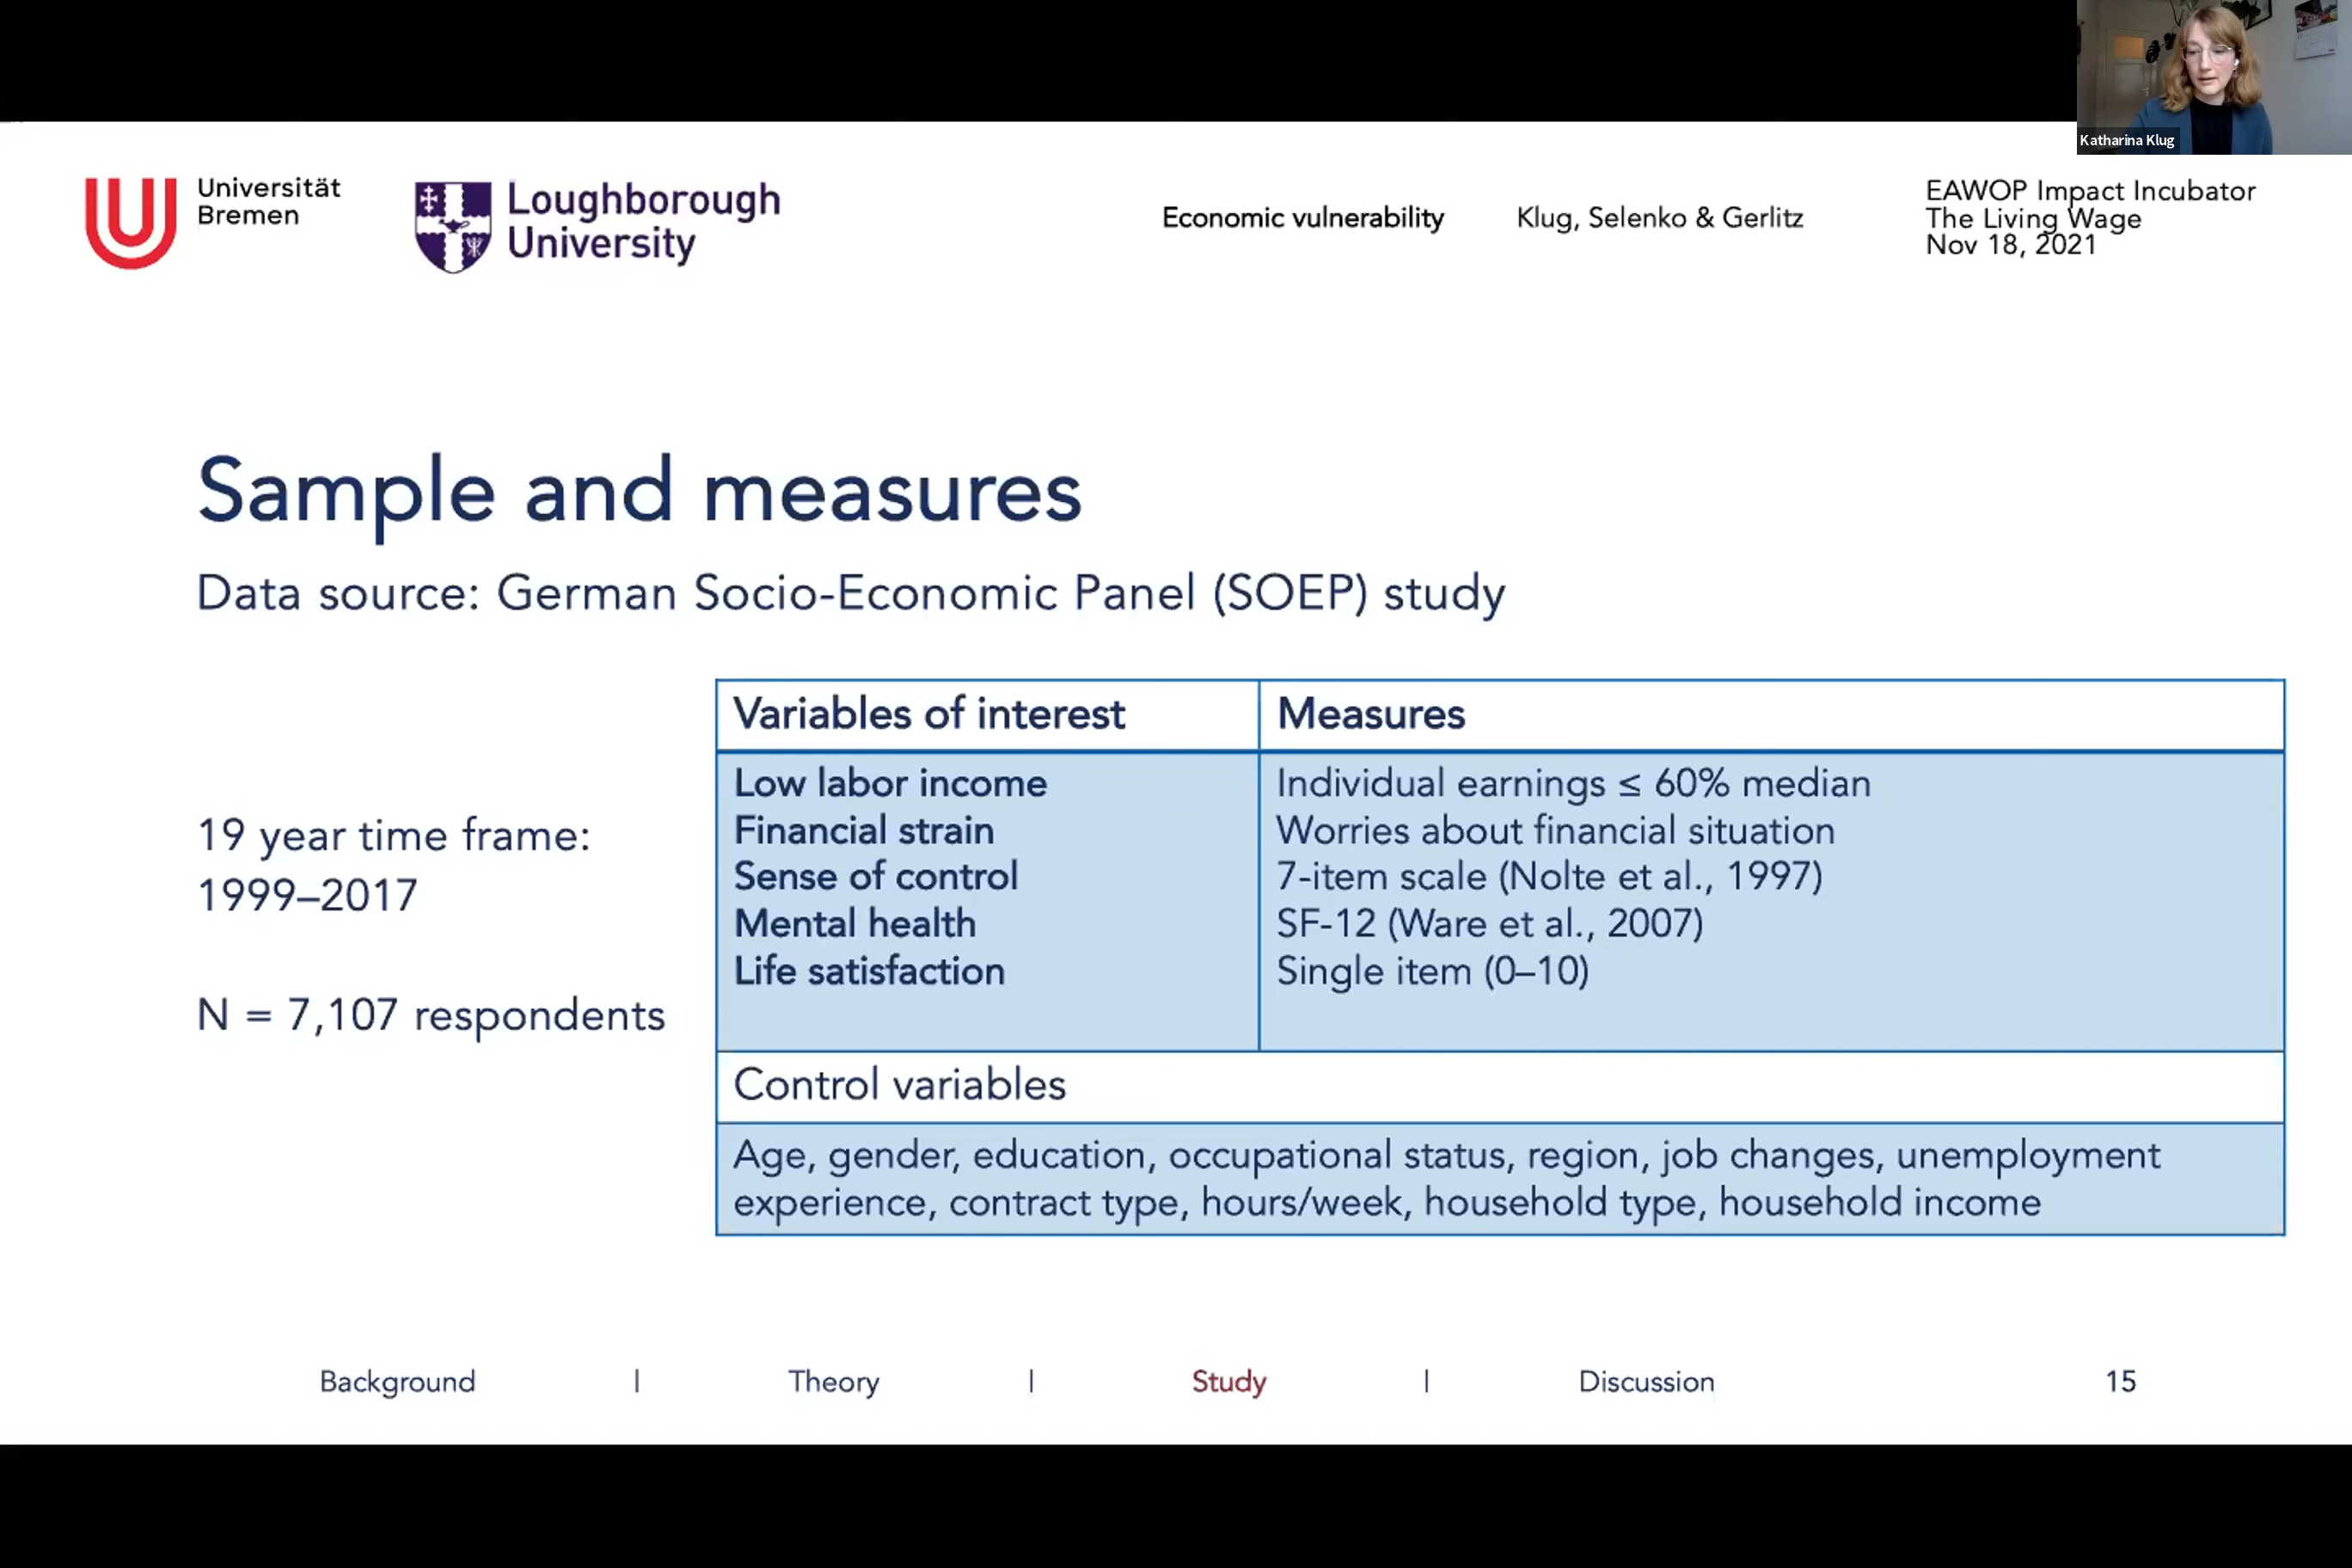 Katharina Klug
Universität
Bremen
Loughborough
University
Economic vulnerability
Klug, Selenko & Gerlitz
EAWOP Impact Incubator
The Living Wage
Nov 18, 2021
Sample and measures
Data source: German Socio-Economic Panel (SOEP) study
19 year time frame:
1999–2017
N = 7,107 respondents
Variables of interest
Measures
Low labor income
Individual earnings ≤ 60% median
Financial strain
Worries about financial situation
Sense of control
7-item scale (Nolte et al., 1997)
Mental health
SF-12 (Ware et al., 2007)
Life satisfaction
Single item (0–10)
Control variables
Age, gender, education, occupational status, region, job changes, unemployment
experience, contract type, hours/week, household type, household income
Background | Theory | Study | Discussion 15